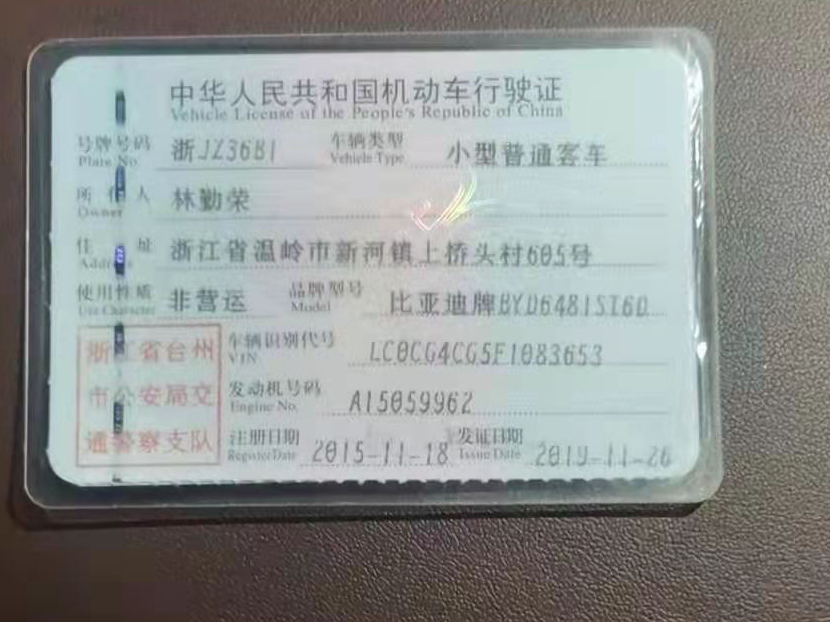 中华人民共和国机动车行驶证
Vehicle License of the People's Republic of China
号牌号码 浙JZ36B1 车辆类型 小型普通客车
Plate No. Vehicle Type
所有人 林勤荣
Owner
住址 浙江省温岭市新河镇上桥头村605号
Address
使用性质 非营运 品牌型号 比亚迪牌BYD6481ST6D
Use Character Model
浙江省台州
市公安局交
通警察支队
车辆识别代号 LC0CG4CG5F1083653
VIN
发动机号码 A15059962
Engine No.
注册日期 2015-11-18 发证日期 2019-11-26
Register Date Issue Date